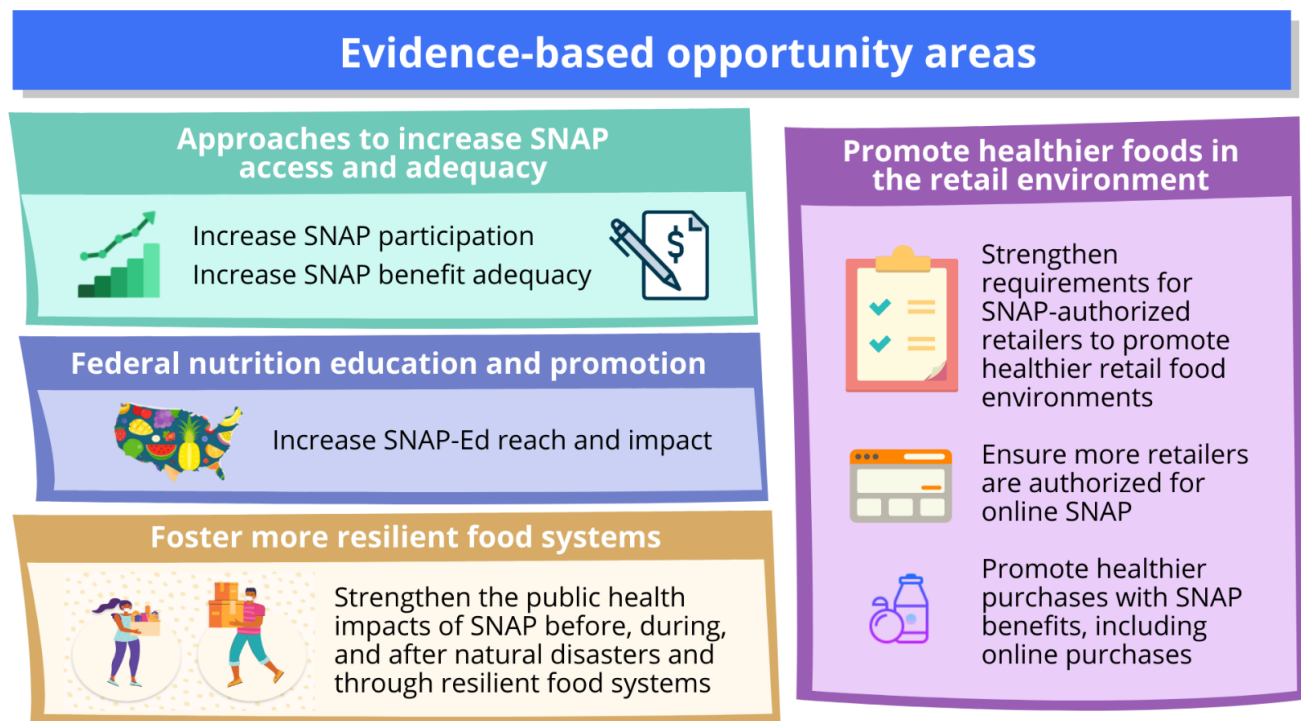 Evidence-based opportunity areas
Approaches to increase SNAP
access and adequacy
Increase SNAP participation
Increase SNAP benefit adequacy
$
Federal nutrition education and promotion
Increase SNAP-Ed reach and impact
Foster more resilient food systems
Strengthen the public health
impacts of SNAP before, during,
and after natural disasters and
through resilient food systems
Promote healthier foods in
the retail environment
Strengthen
requirements for
SNAP-authorized
retailers to promote
healthier retail food
environments
Ensure more retailers
are authorized for
online SNAP
Promote healthier
purchases with SNAP
benefits, including
online purchases